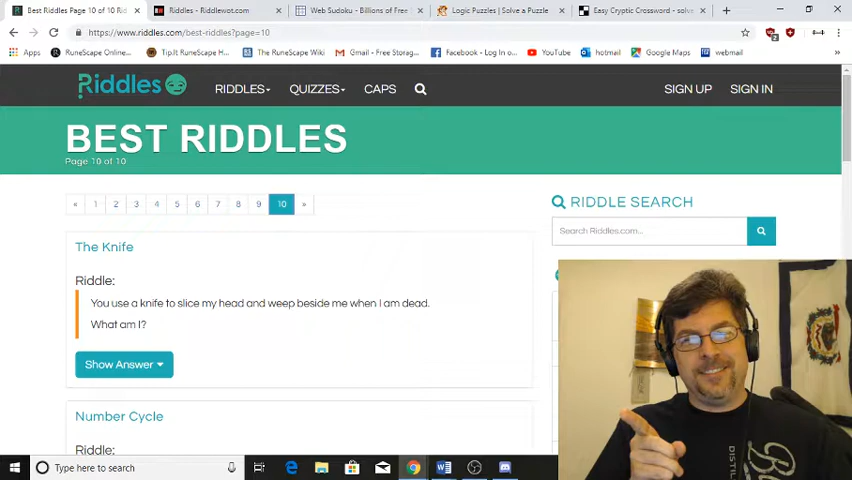 Best Riddles Page 10 of 10 Rid
Riddles - Riddlewot.com
Web Sudoku - Billions of Free
Logic Puzzles | Solve a Puzzle
Easy Cryptic Crossword - solve
https://www.riddles.com/best-riddles?page=10
Apps
RuneScape Online...
Tip.It RuneScape H...
The RuneScape Wiki
Gmail - Free Storag...
Facebook - Log In o...
YouTube
hotmail
Google Maps
webmail
Riddles
RIDDLES
QUIZZES
CAPS
SIGN UP
SIGN IN
BEST RIDDLES
Page 10 of 10
« 1 2 3 4 5 6 7 8 9 10 »
RIDDLE SEARCH
Search Riddles.com...
The Knife
Riddle:
You use a knife to slice my head and weep beside me when I am dead.
What am I?
Show Answer
Number Cycle
Riddle:
DISTIL
Type here to search